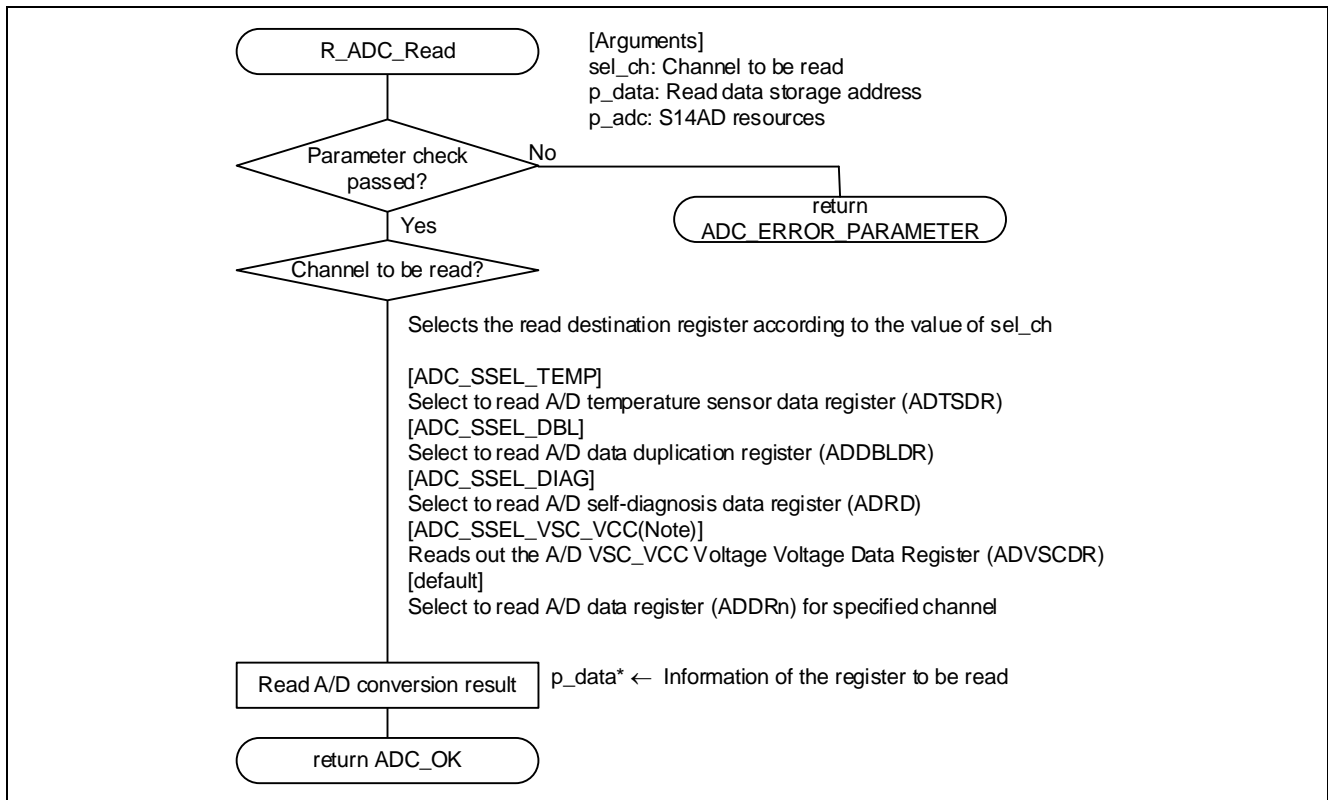 R_ADC_Read
[Arguments]
sel_ch: Channel to be read
p_data: Read data storage address
p_adc: S14AD resources
Parameter check
passed?
No
return
ADC_ERROR_PARAMETER
Yes
Channel to be read?
Selects the read destination register according to the value of sel_ch
[ADC_SSEL_TEMP]
Select to read A/D temperature sensor data register (ADTSDR)
[ADC_SSEL_DBL]
Select to read A/D data duplication register (ADDBLDR)
[ADC_SSEL_DIAG]
Select to read A/D self-diagnosis data register (ADRD)
[ADC_SSEL_VSC_VCC(Note)]
Reads out the A/D VSC_VCC Voltage Voltage Data Register (ADVSCDR)
[default]
Select to read A/D data register (ADDRn) for specified channel
Read A/D conversion result
p_data* ← Information of the register to be read
return ADC_OK